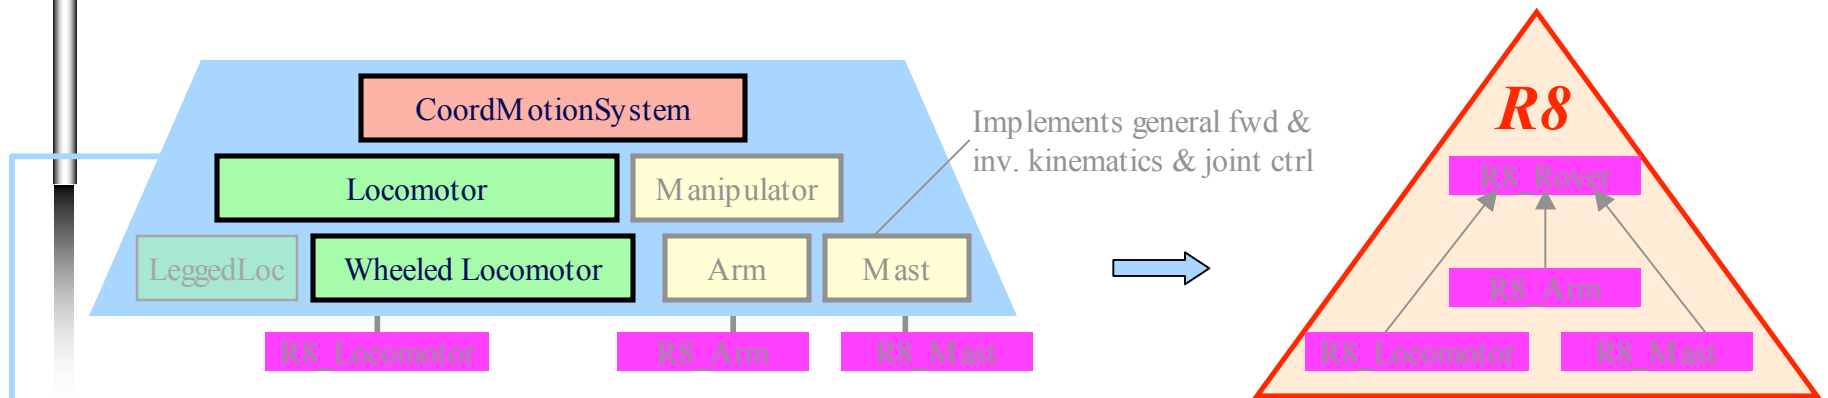 CoordMotionSystem
Locomotor
Manipulator
LeggedLoc
Wheeled Locomotor
Arm
Mast
Implements general fwd &
inv. kinematics & joint ctrl
R8_Locomotor
R8_Arm
R8_Mast
R8
R8_Rover
R8_Arm
R8_Locomotor
R8_Mast